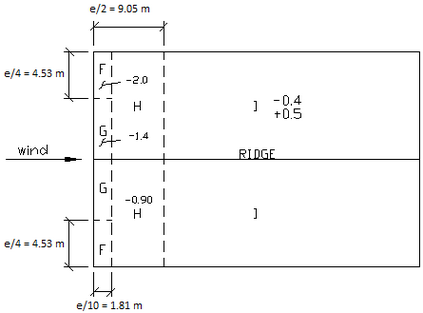 e/2 = 9.05 m
e/4 = 4.53 m
F
-2.0
H
]
-0.4
+0.5
G
-1.4
wind
RIDGE
G
-0.90
H
]
e/4 = 4.53 m
F
e/10 = 1.81 m